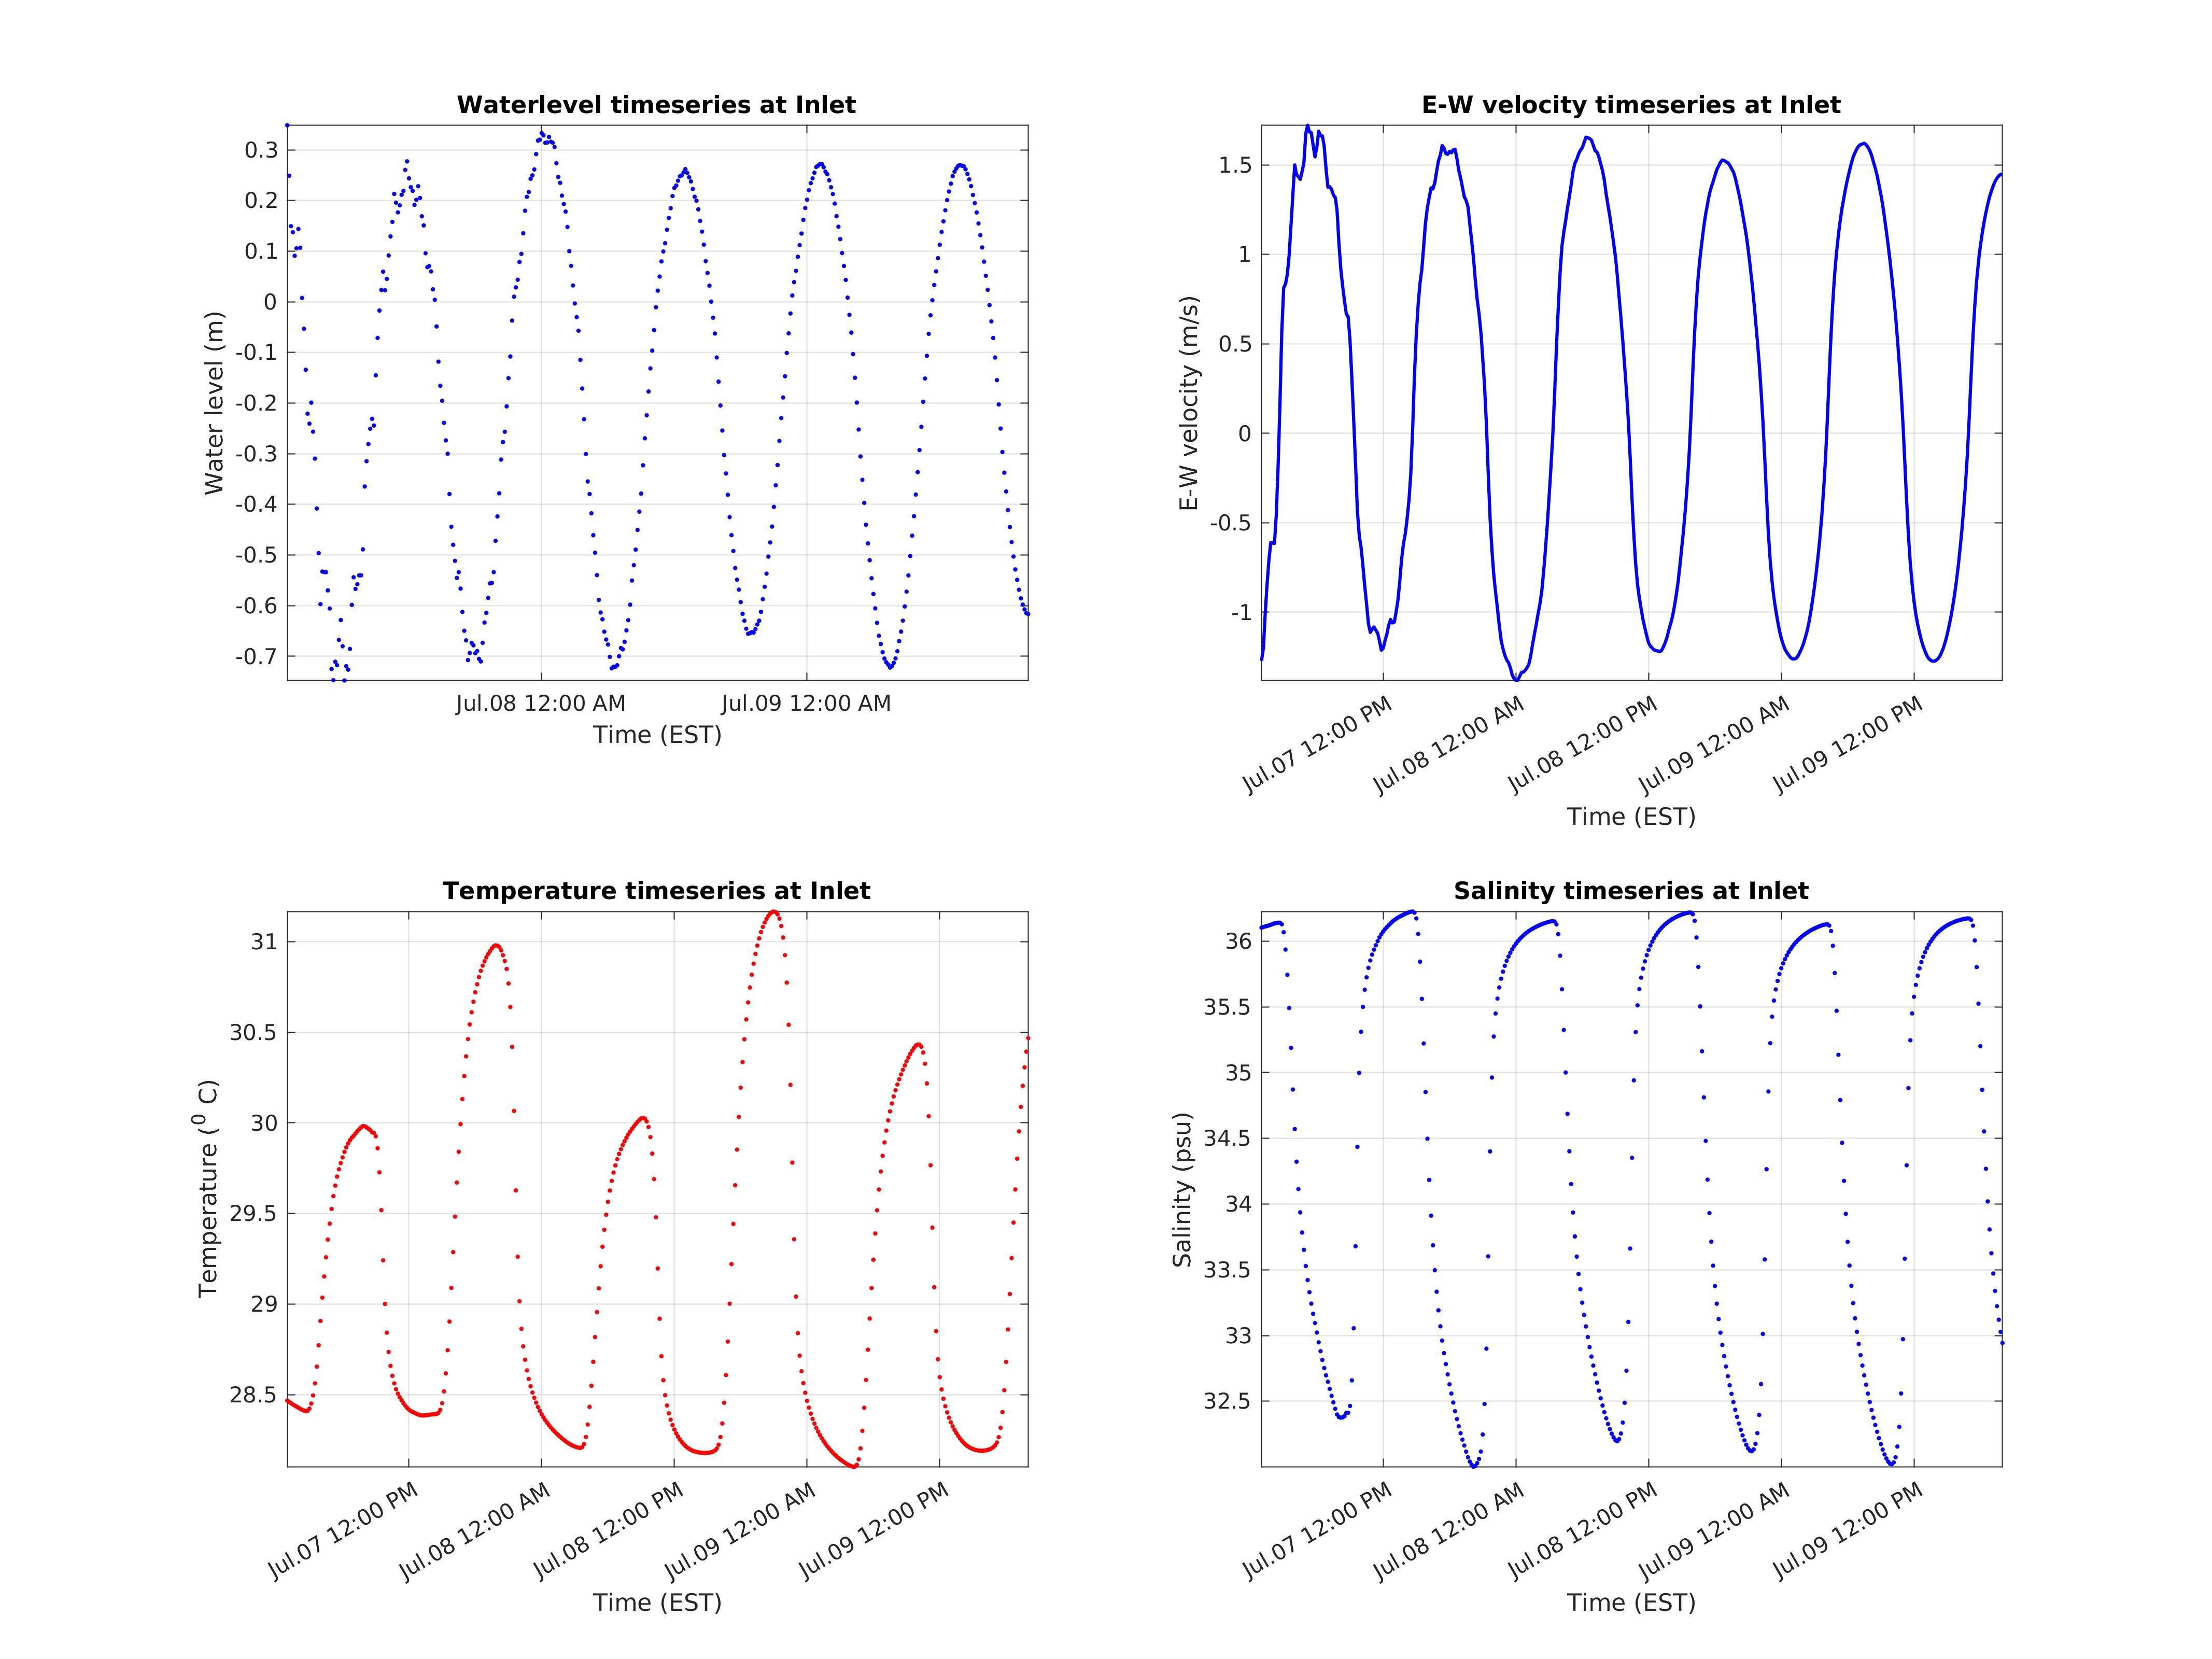 Waterlevel timeseries at Inlet
0.3
0.2
0.1
0
-0.1
-0.2
-0.3
-0.4
-0.5
-0.6
-0.7
Water level (m)
Jul.08 12:00 AM
Jul.09 12:00 AM
Time (EST)
E-W velocity timeseries at Inlet
1.5
1
0.5
0
-0.5
-1
E-W velocity (m/s)
Jul.07 12:00 PM
Jul.08 12:00 AM
Jul.08 12:00 PM
Jul.09 12:00 AM
Jul.09 12:00 PM
Time (EST)
Temperature timeseries at Inlet
31
30.5
30
29.5
29
28.5
Temperature (⁰ C)
Jul.07 12:00 PM
Jul.08 12:00 AM
Jul.08 12:00 PM
Jul.09 12:00 AM
Jul.09 12:00 PM
Time (EST)
Salinity timeseries at Inlet
36
35.5
35
34.5
34
33.5
33
32.5
Salinity (psu)
Jul.07 12:00 PM
Jul.08 12:00 AM
Jul.08 12:00 PM
Jul.09 12:00 AM
Jul.09 12:00 PM
Time (EST)